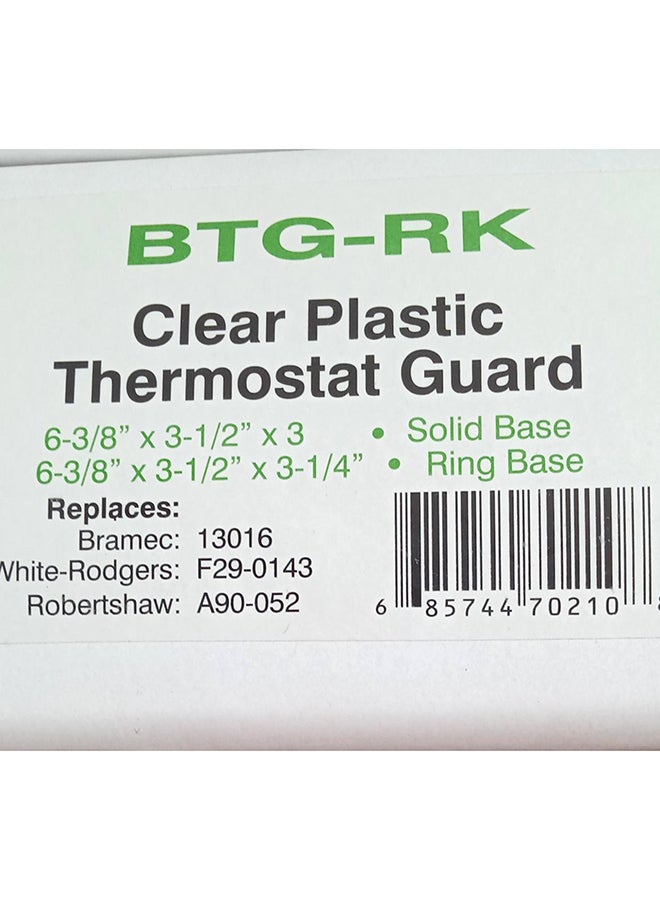 BTG-RK
Clear Plastic
Thermostat Guard
6-3/8” x 3-1/2” x 3 • Solid Base
6-3/8” x 3-1/2” x 3-1/4” • Ring Base
Replaces:
Bramec: 13016
White-Rodgers: F29-0143
Robertshaw: A90-052
6 85744 70210